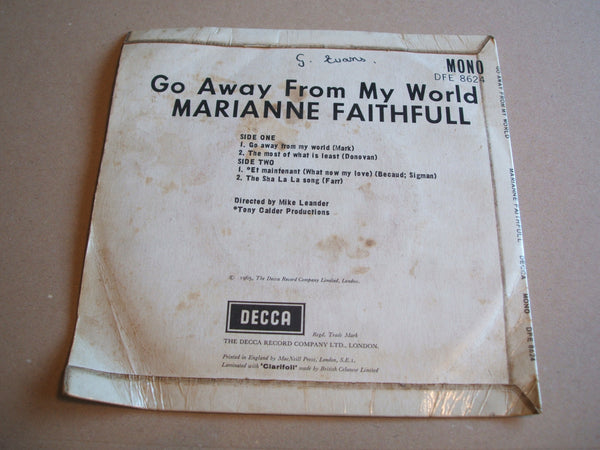 G. Evans.
MONO
DFE 8624
Go Away From My World
MARIANNE FAITHFULL
SIDE ONE
1. Go away from my world (Mark)
2. The most of what is least (Donovan)
SIDE TWO
1. *Et maintenant (What now my love) (Becaud; Sigman)
2. The Sha La La song (Farr)
Directed by Mike Leander
*Tony Calder Productions
© 1965, The Decca Record Company Limited, London.
DECCA
Regd. Trade Mark
THE DECCA RECORD COMPANY LTD., LONDON.
Printed in England by MacNeill Press, London, S.E.1.
Laminated with 'Clarifoil' made by British Celanese Limited
GO AWAY FROM MY WORLD MARIANNE FAITHFULL DECCA MONO DFE 8624